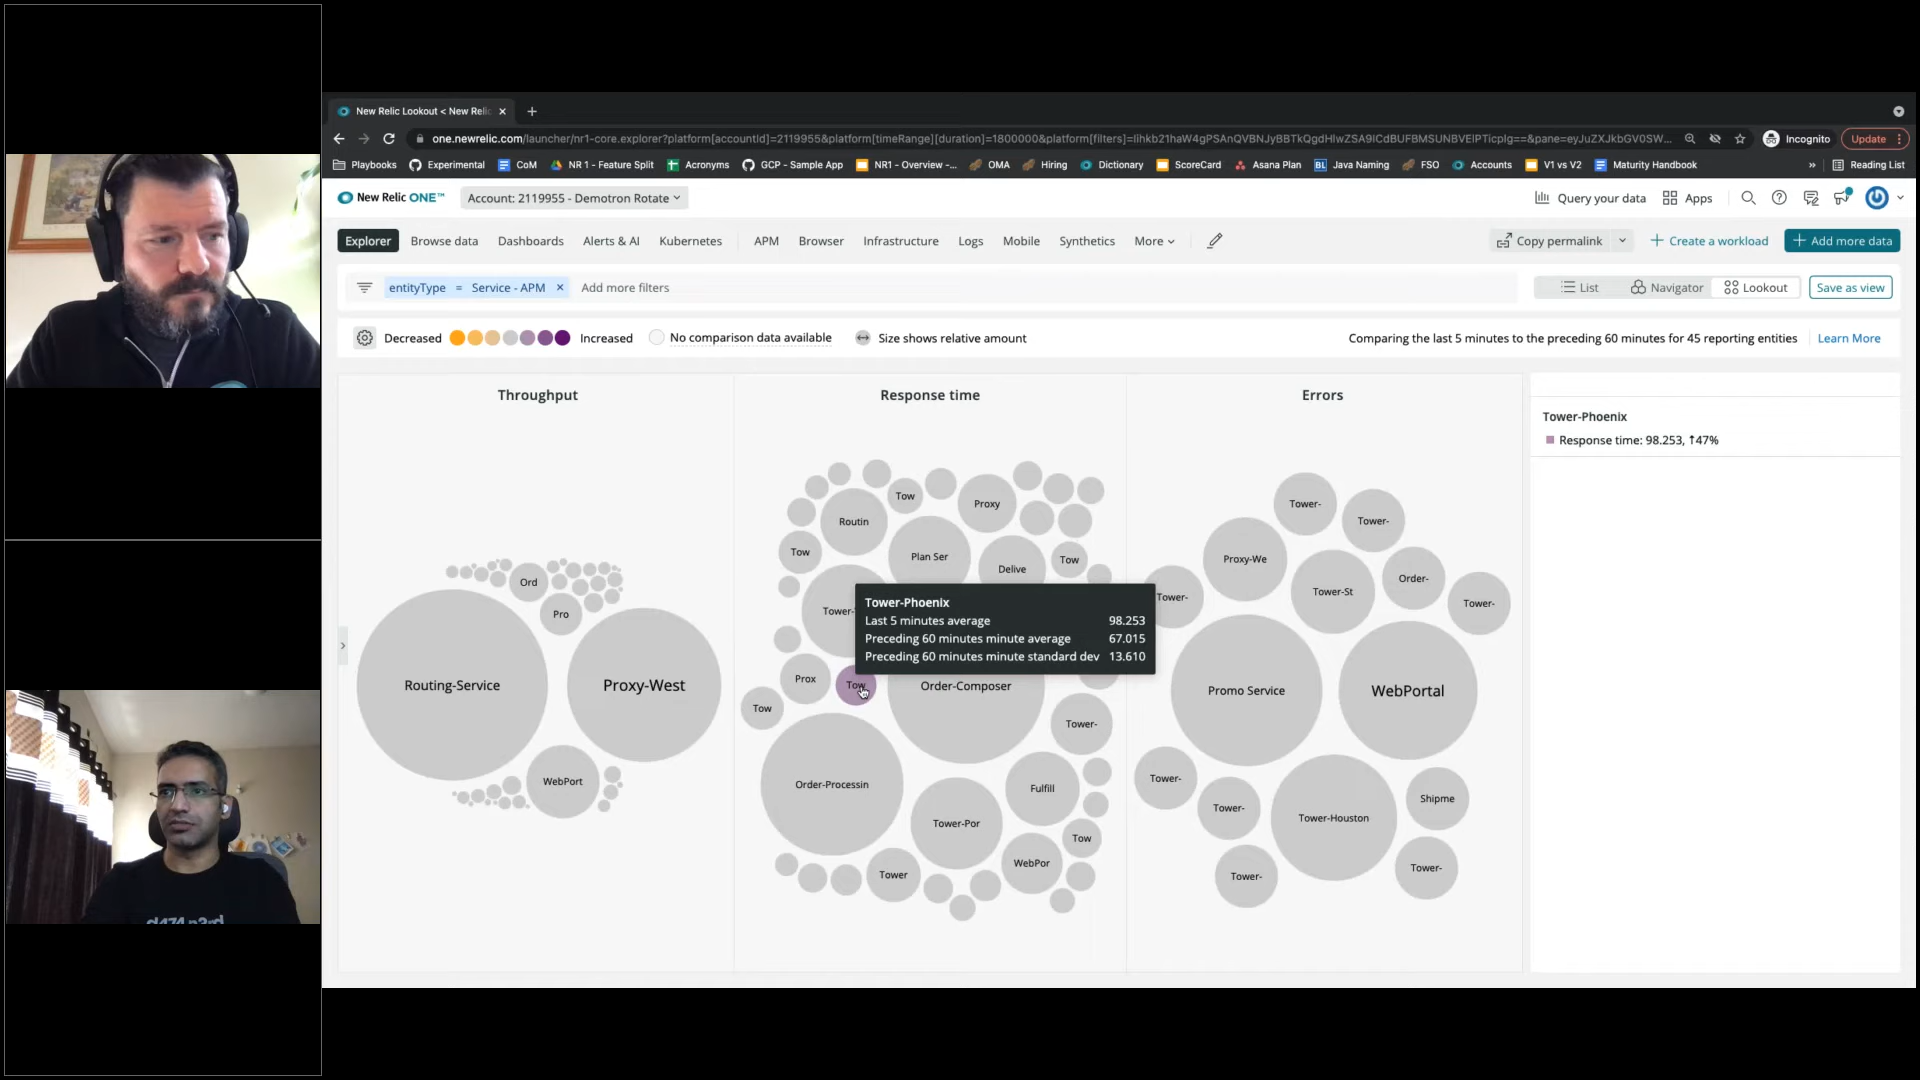 New Relic Lookout < New Relic
one.newrelic.com/launcher/nr1-core.explorer?platform[accountId]=2119955&platform[timeRange][duration]=1800000&platform[filters]=
Incognito
Update
Playbooks
Experimental
CoM
NR 1 - Feature Split
Acronyms
GCP - Sample App
NR1 - Overview -...
OMA
Hiring
Dictionary
ScoreCard
Asana Plan
BL Java Naming
FSO
Accounts
V1 vs V2
Maturity Handbook
»
Reading List
New Relic ONE™
Account: 2119955 - Demotron Rotate
Query your data
Apps
Explorer
Browse data
Dashboards
Alerts & AI
Kubernetes
APM
Browser
Infrastructure
Logs
Mobile
Synthetics
More
Copy permalink
+ Create a workload
+ Add more data
entityType = Service - APM ×
Add more filters
List
Navigator
Lookout
Save as view
Decreased
Increased
No comparison data available
Size shows relative amount
Comparing the last 5 minutes to the preceding 60 minutes for 45 reporting entities
Learn More
Throughput
Ord
Pro
Routing-Service
Proxy-West
WebPort
Response time
Tow
Proxy
Routin
Plan Ser
Tow
Delive
Tow
Tower-
Tower-Phoenix
Last 5 minutes average 98.253
Preceding 60 minutes minute average 67.015
Preceding 60 minutes minute standard dev 13.610
Prox
Tow
Order-Composer
Tow
Tower-
Order-Processin
Fulfill
Tower-Por
Tow
WebPor
Tower
Errors
Tower-
Tower-
Proxy-We
Order-
Tower-St
Tower-
Tower-
Promo Service
WebPortal
Tower-
Shipme
Tower-
Tower-Houston
Tower-
Tower-
Tower-Phoenix
Response time: 98.253, ↑47%